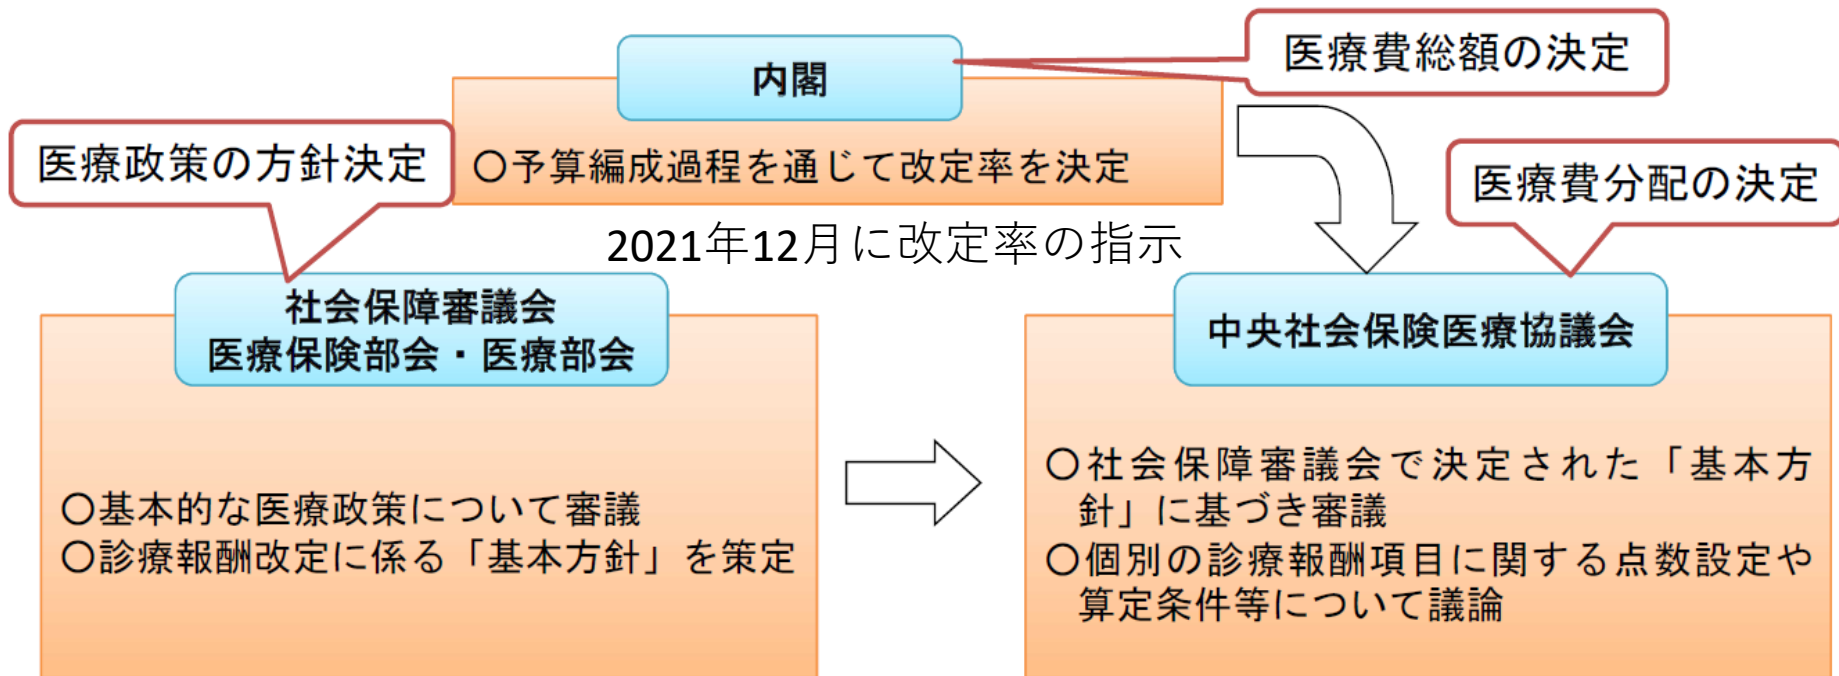 医療費総額の決定
内閣
医療政策の方針決定
〇予算編成過程を通じて改定率を決定
医療費分配の決定
2021年12月に改定率の指示
社会保障審議会
医療保険部会・医療部会
〇基本的な医療政策について審議
〇診療報酬改定に係る「基本方針」を策定
中央社会保険医療協議会
〇社会保障審議会で決定された「基本方
針」に基づき審議
〇個別の診療報酬項目に関する点数設定や
算定条件等について議論